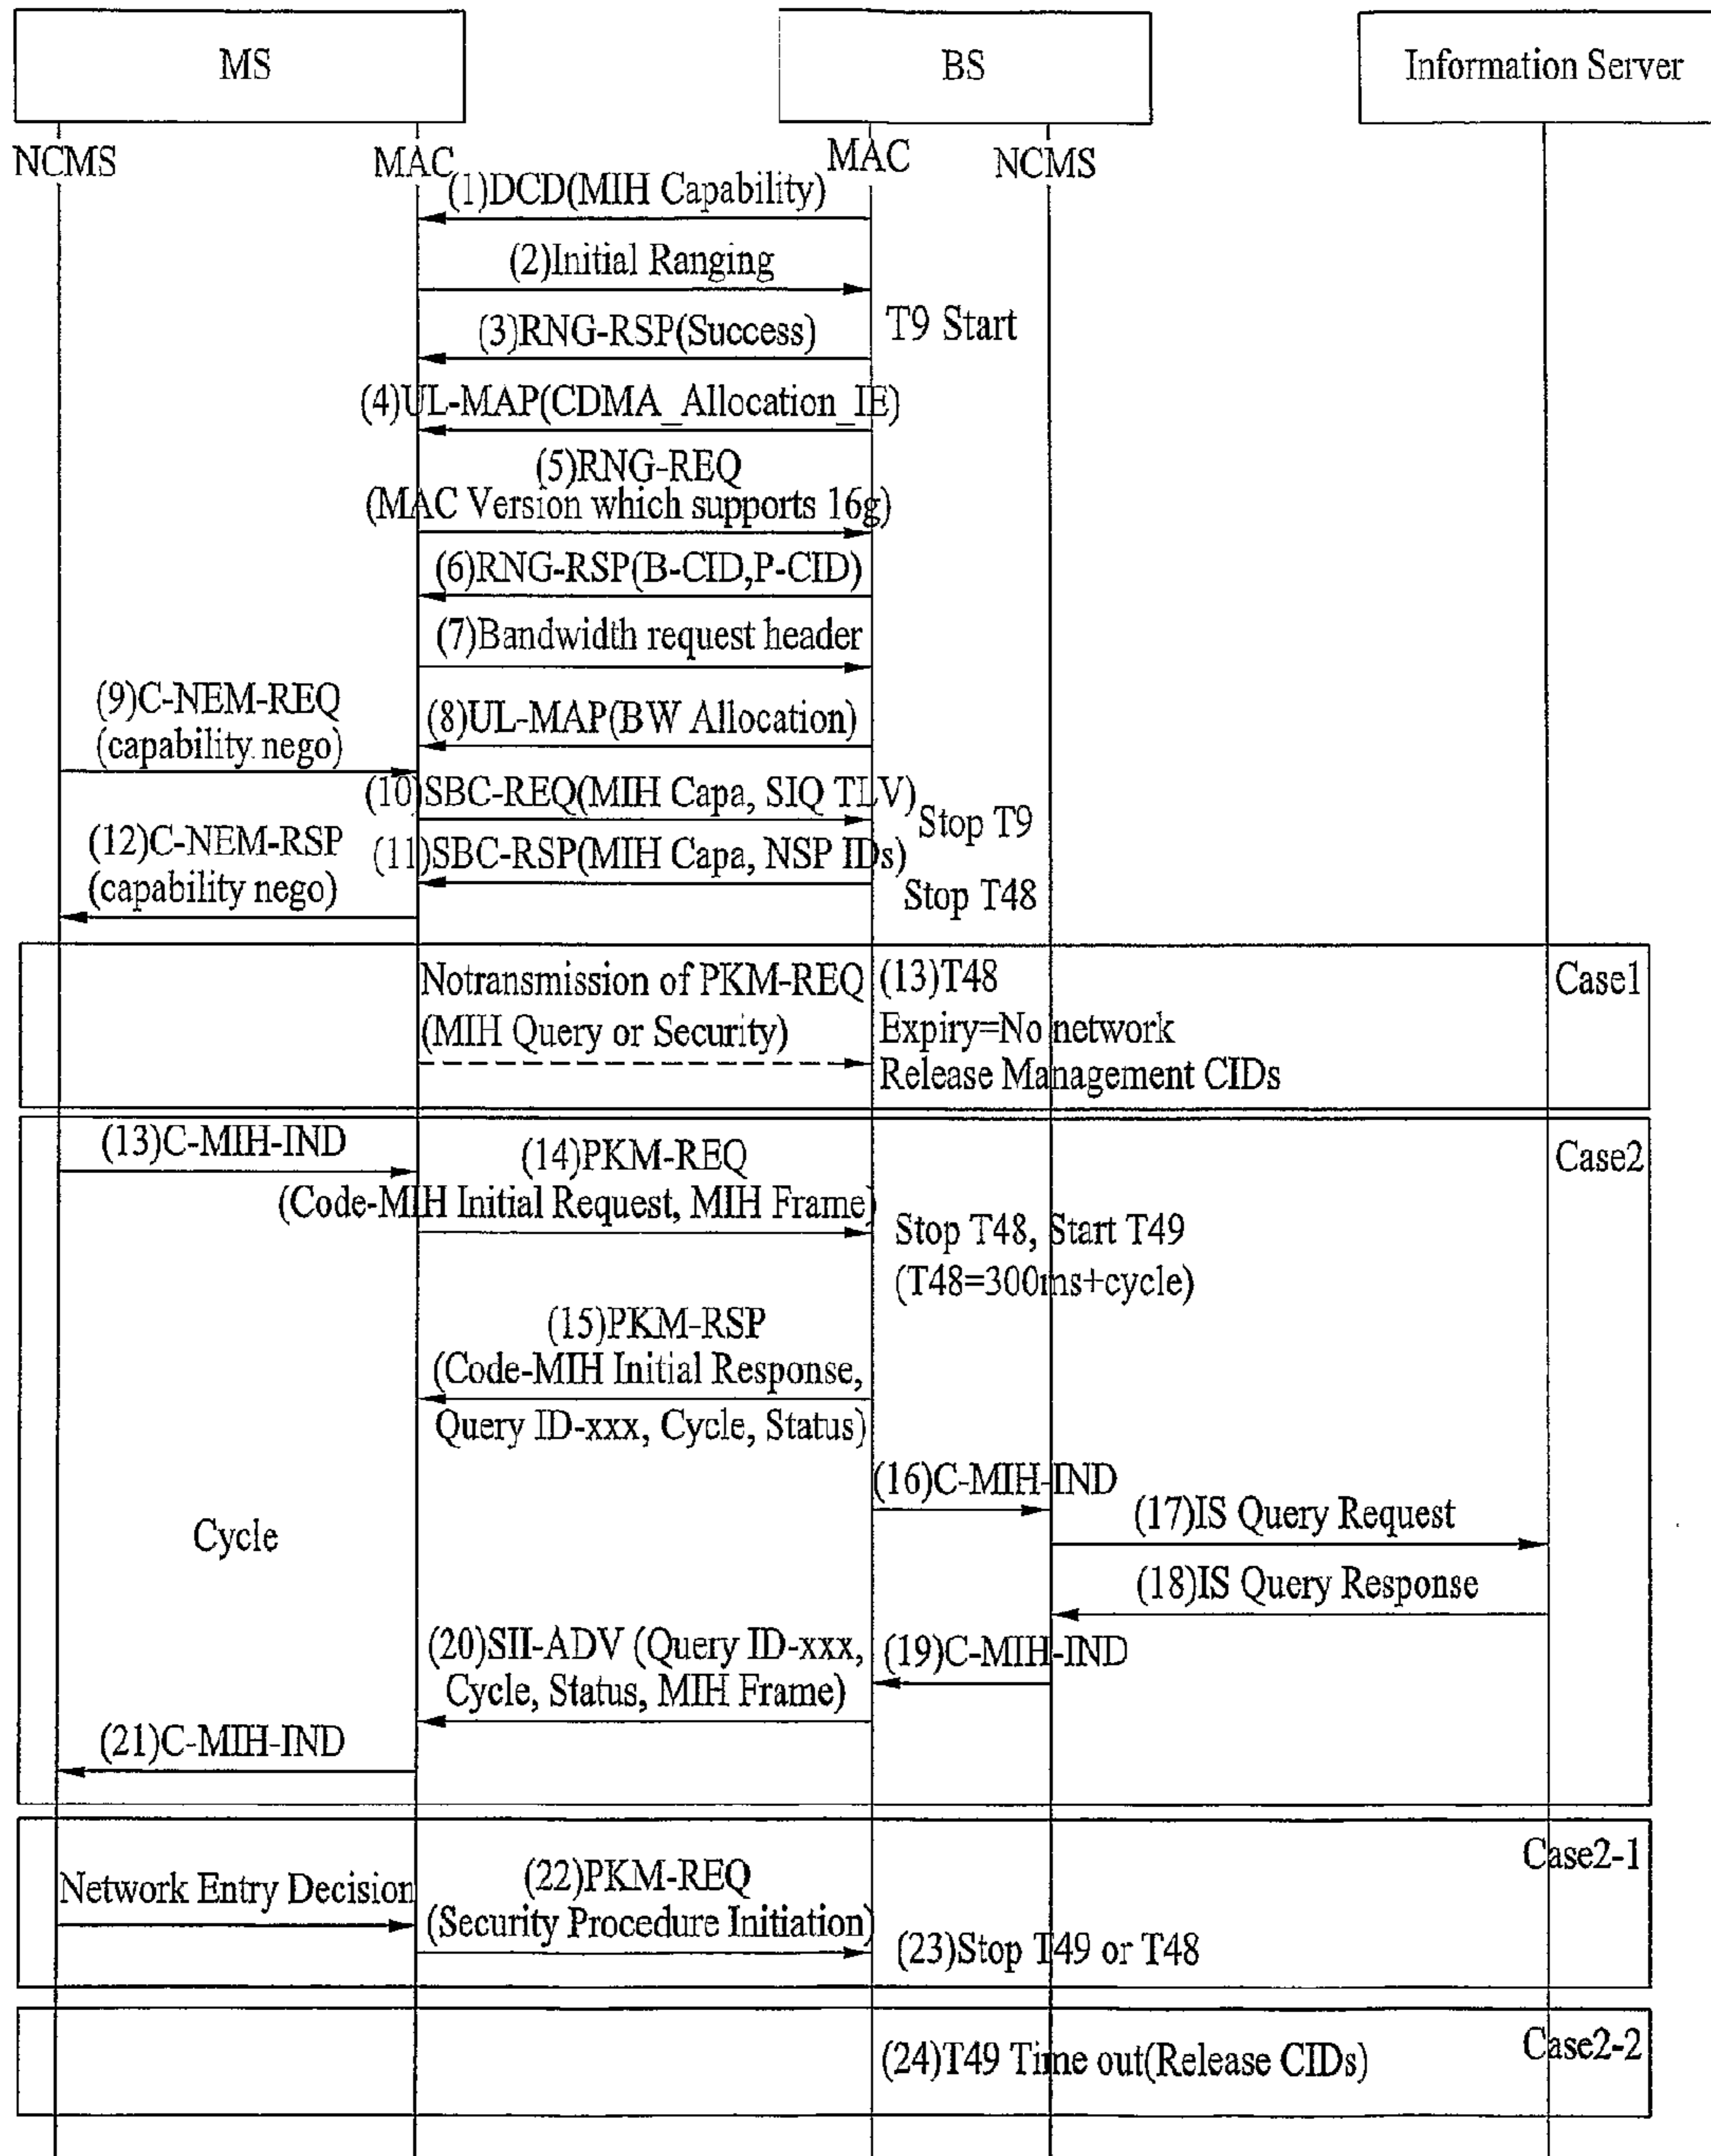 MS
BS
Information Server
NCMS
MAC
MAC
NCMS
(1)DCD(MIH Capability)
(2)Initial Ranging
T9 Start
(3)RNG-RSP(Success)
(4)UL-MAP(CDMA_Allocation_IE)
(5)RNG-REQ
(MAC Version which supports 16g)
(6)RNG-RSP(B-CID,P-CID)
(7)Bandwidth request header
(9)C-NEM-REQ
(capability nego)
(8)UL-MAP(BW Allocation)
(10)SBC-REQ(MIH Capa, SIQ TLV)
Stop T9
(12)C-NEM-RSP
(capability nego)
(11)SBC-RSP(MIH Capa, NSP IDs)
Stop T48
Notransmission of PKM-REQ
(MIH Query or Security)
(13)T48
Expiry=No network
Release Management CIDs
Case1
(13)C-MIH-IND
(14)PKM-REQ
(Code-MIH Initial Request, MIH Frame)
Case2
Stop T48, Start T49
(T48=300ms+cycle)
(15)PKM-RSP
(Code-MIH Initial Response,
Query ID-xxx, Cycle, Status)
(16)C-MIH-IND
(17)IS Query Request
Cycle
(18)IS Query Response
(20)SII-ADV (Query ID-xxx,
Cycle, Status, MIH Frame)
(19)C-MIH-IND
(21)C-MIH-IND
Case2-1
Network Entry Decision
(22)PKM-REQ
(Security Procedure Initiation)
(23)Stop T49 or T48
Case2-2
(24)T49 Time out(Release CIDs)